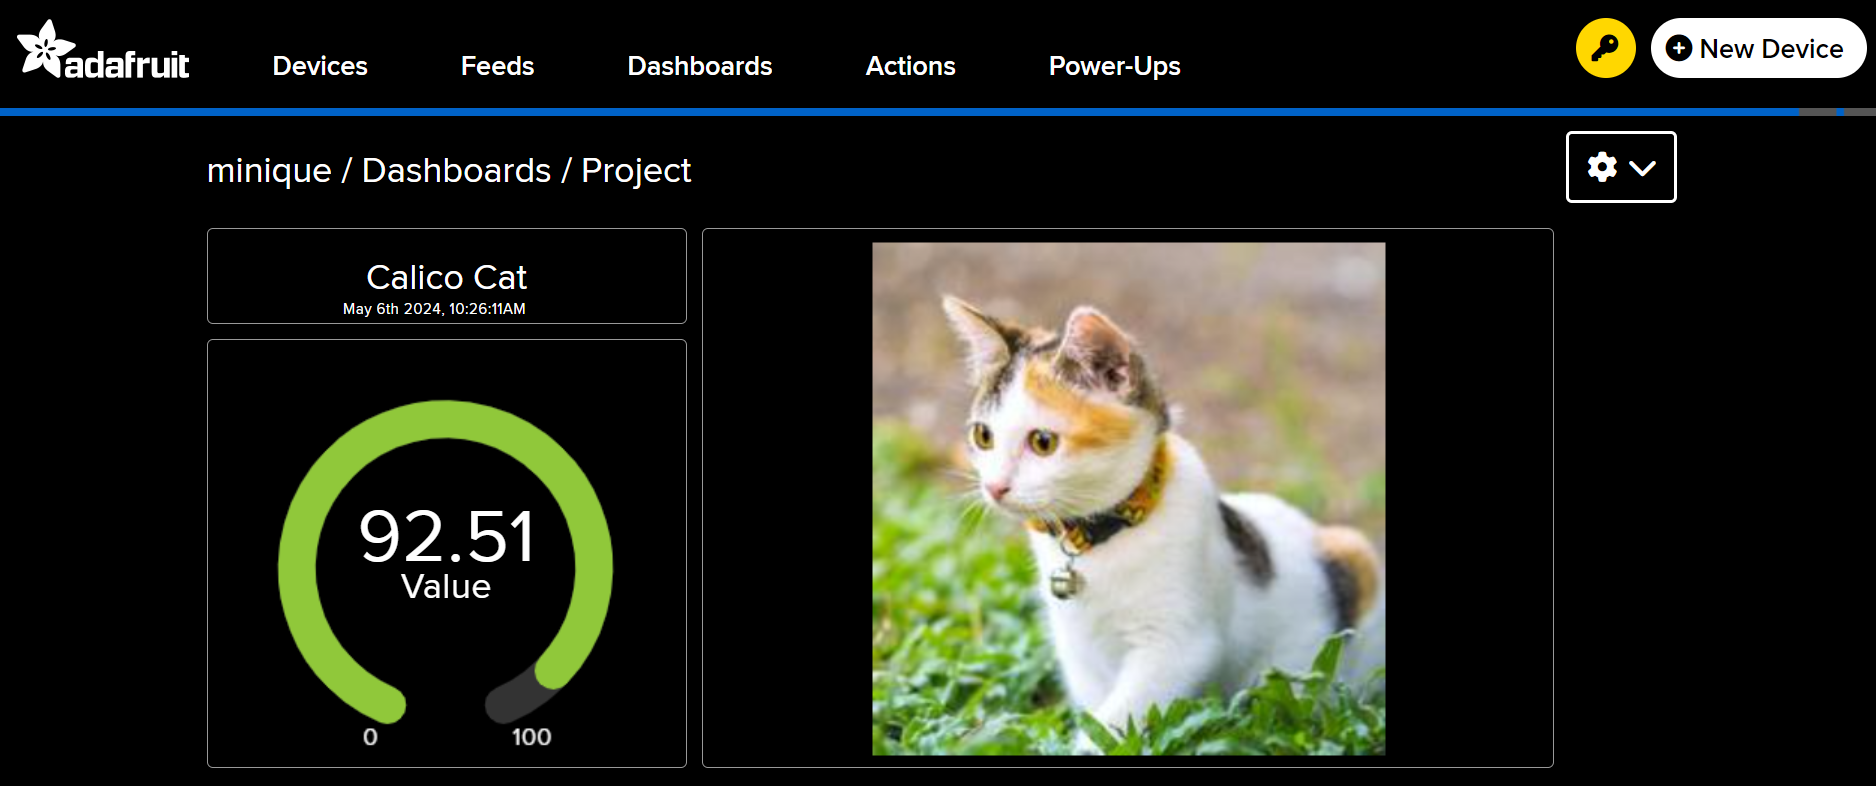 adafruit
Devices
Feeds
Dashboards
Actions
Power-Ups
New Device
minique / Dashboards / Project
Calico Cat
May 6th 2024, 10:26:11AM
92.51
Value
0
100